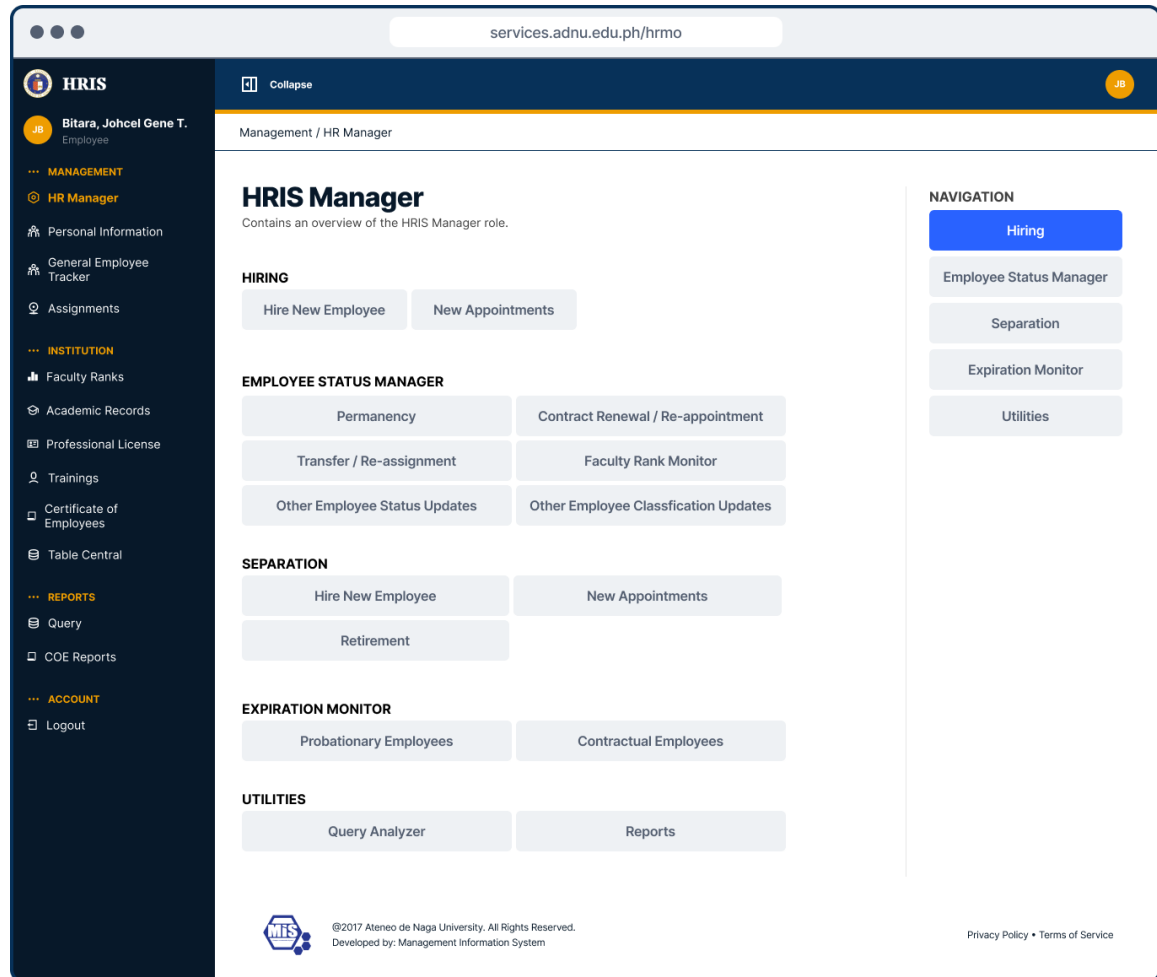 services.adnu.edu.ph/hrmo
HRIS
Collapse
JB
JB
Bitara, Johcel Gene T.
Employee
Management / HR Manager
MANAGEMENT
HR Manager
Personal Information
General Employee
Tracker
Assignments
INSTITUTION
Faculty Ranks
Academic Records
Professional License
Trainings
Certificate of
Employees
Table Central
REPORTS
Query
COE Reports
ACCOUNT
Logout
HRIS Manager
Contains an overview of the HRIS Manager role.
HIRING
Hire New Employee
New Appointments
EMPLOYEE STATUS MANAGER
Permanency
Contract Renewal / Re-appointment
Transfer / Re-assignment
Faculty Rank Monitor
Other Employee Status Updates
Other Employee Classfication Updates
SEPARATION
Hire New Employee
New Appointments
Retirement
EXPIRATION MONITOR
Probationary Employees
Contractual Employees
UTILITIES
Query Analyzer
Reports
NAVIGATION
Hiring
Employee Status Manager
Separation
Expiration Monitor
Utilities
MIS
@2017 Ateneo de Naga University. All Rights Reserved.
Developed by: Management Information System
Privacy Policy • Terms of Service